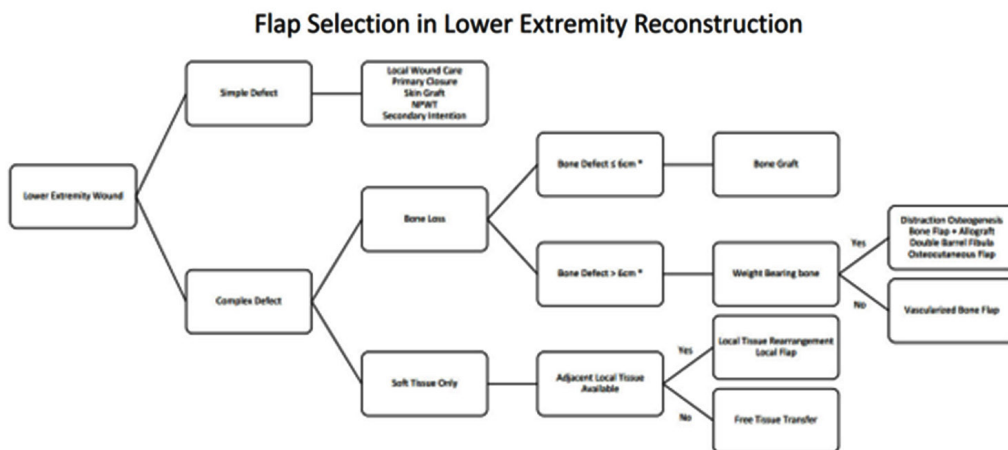 Flap Selection in Lower Extremity Reconstruction
Lower Extremity Wound
Simple Defect
Local Wound Care
Primary Closure
Skin Graft
NPWT
Secondary Intention
Complex Defect
Bone Loss
Bone Defect ≤ 6cm *
Bone Graft
Bone Defect > 6cm *
Weight Bearing bone
Yes
Distraction Osteogenesis
Bone Flap + Allograft
Double Barrel Fibula
Osteocutaneous Flap
No
Vascularized Bone Flap
Soft Tissue Only
Adjacent Local Tissue
Available
Yes
Local Tissue Rearrangement
Local Flap
No
Free Tissue Transfer